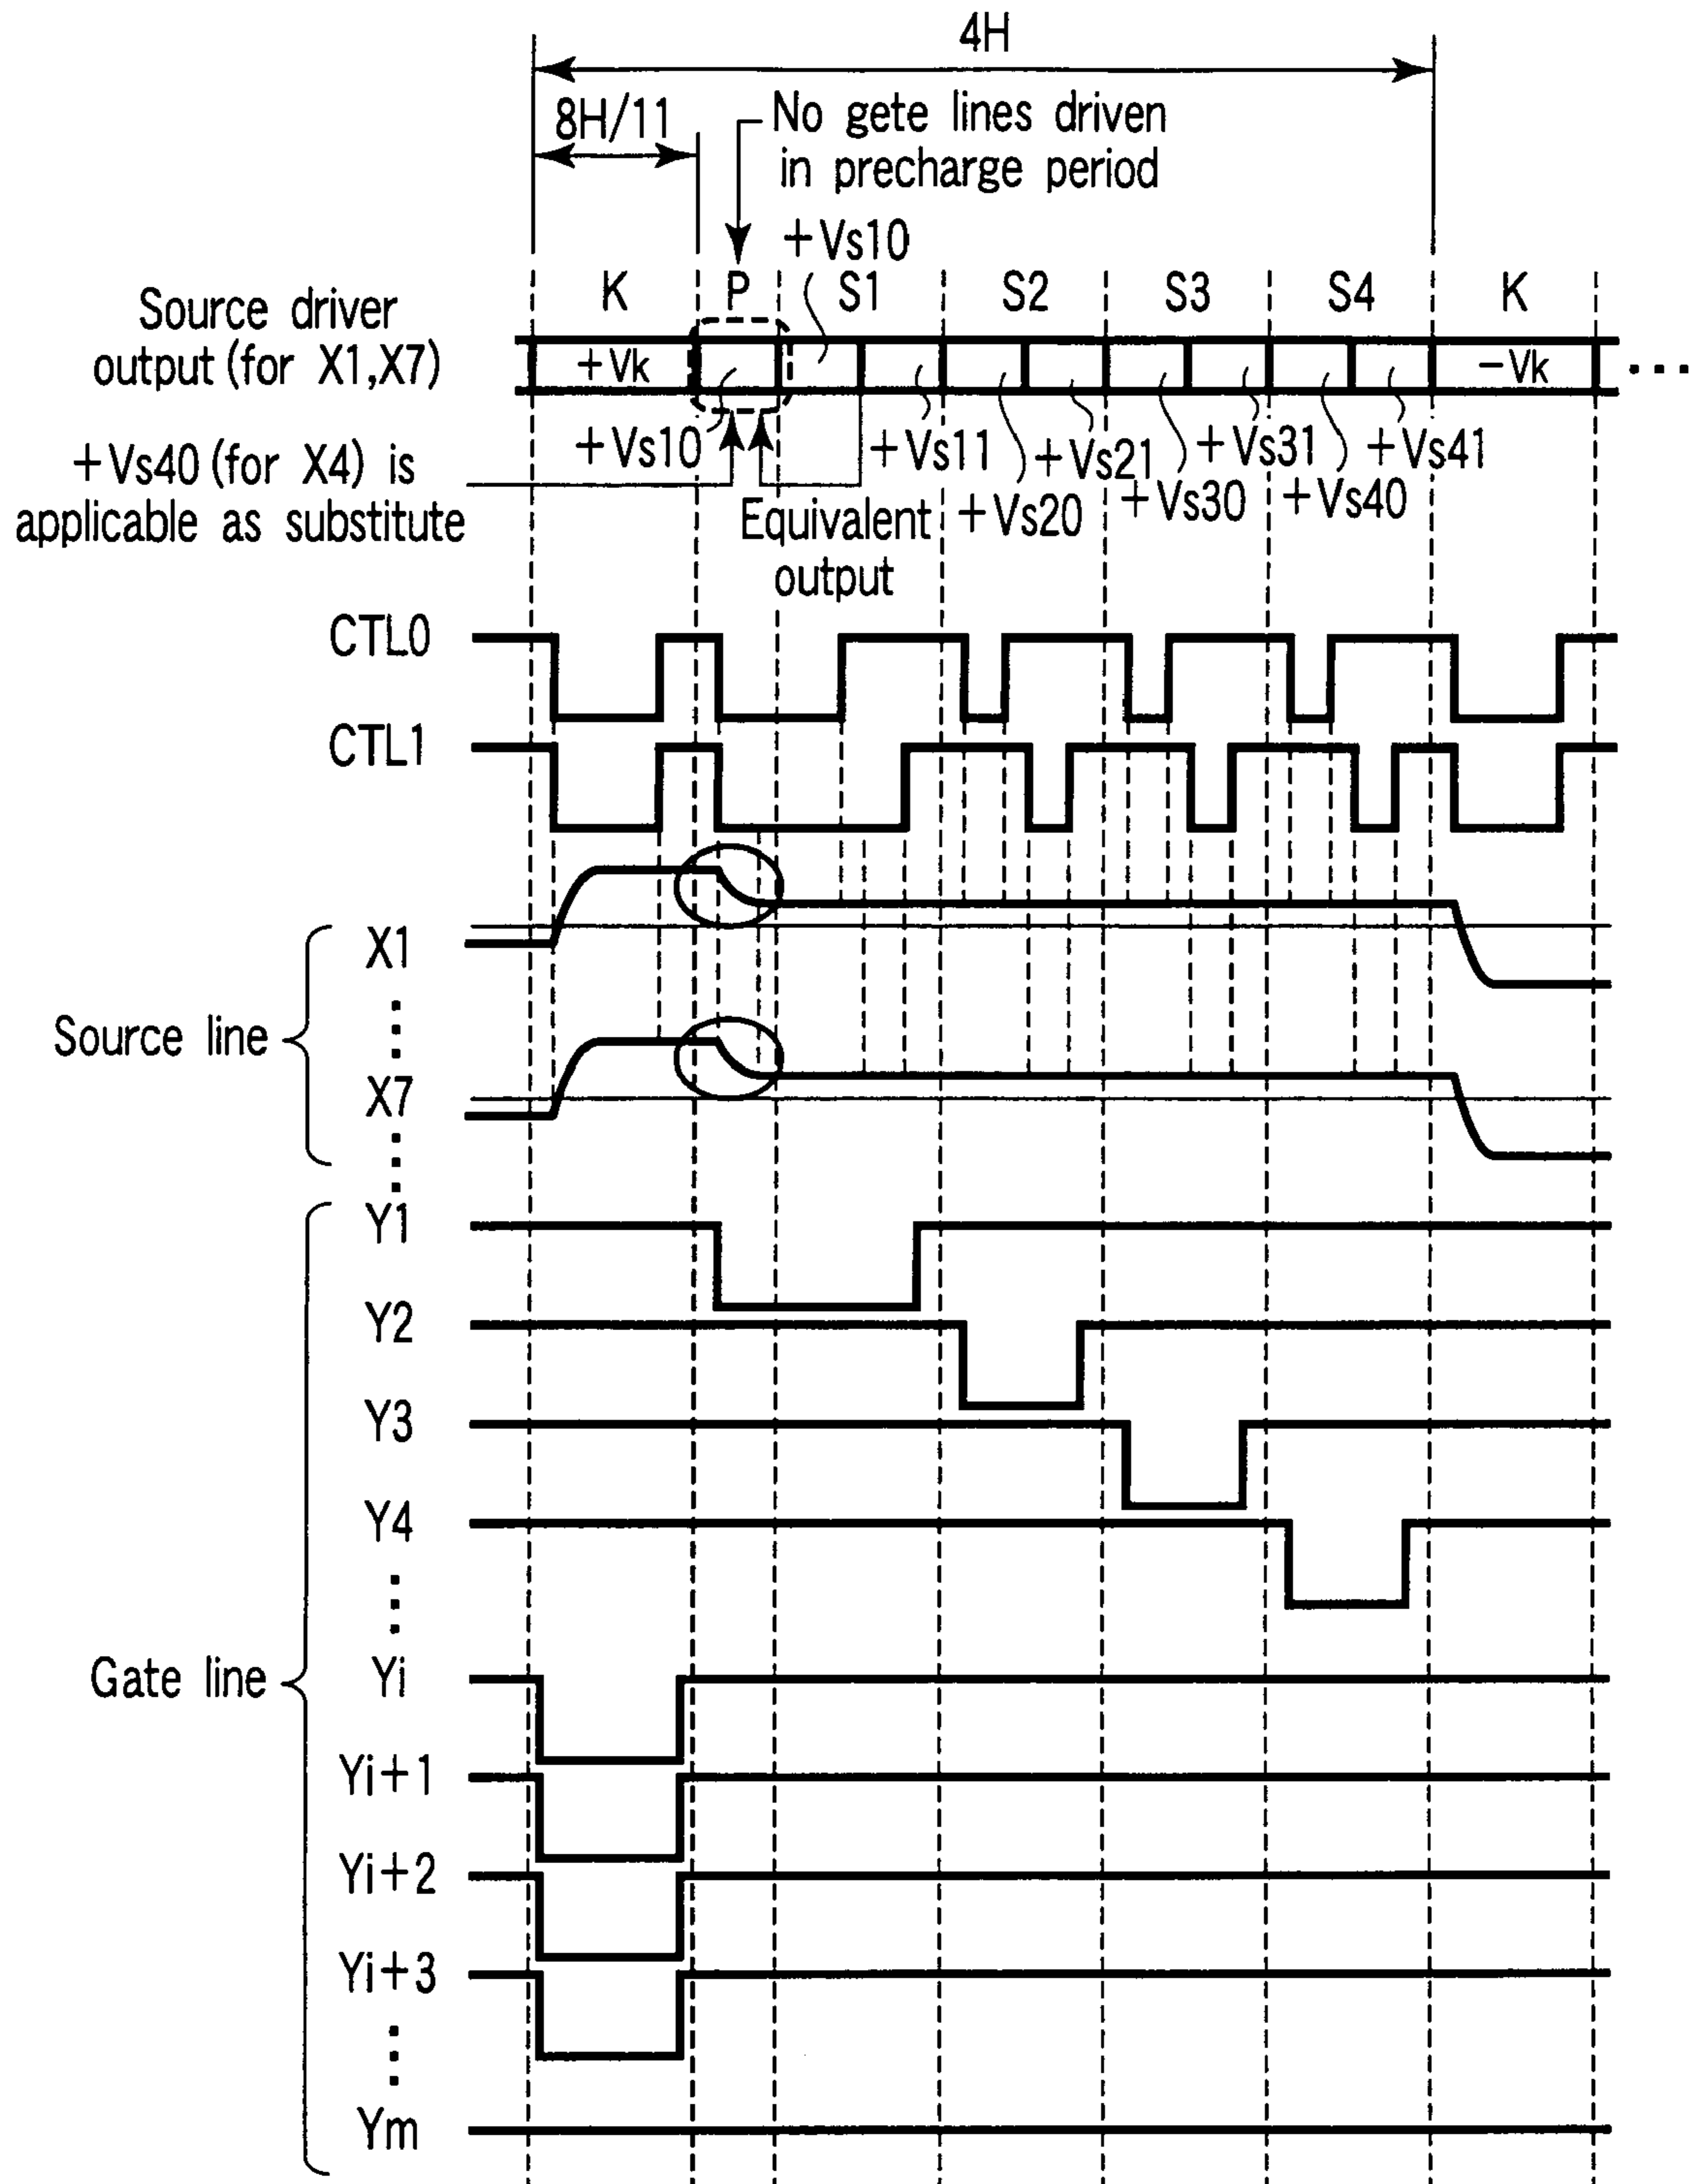 4H
8H/11
No gete lines driven
in precharge period
+Vs10
K P S1 S2 S3 S4 K
Source driver
output (for X1,X7)
+Vk
-Vk
...
+Vs10
+Vs11
+Vs21
+Vs31
+Vs41
+Vs40 (for X4) is
applicable as substitute
+Vs20
+Vs30
+Vs40
Equivalent
output
CTL0
CTL1
Source line
X1
X7
Gate line
Y1
Y2
Y3
Y4
Yi
Yi+1
Yi+2
Yi+3
Ym